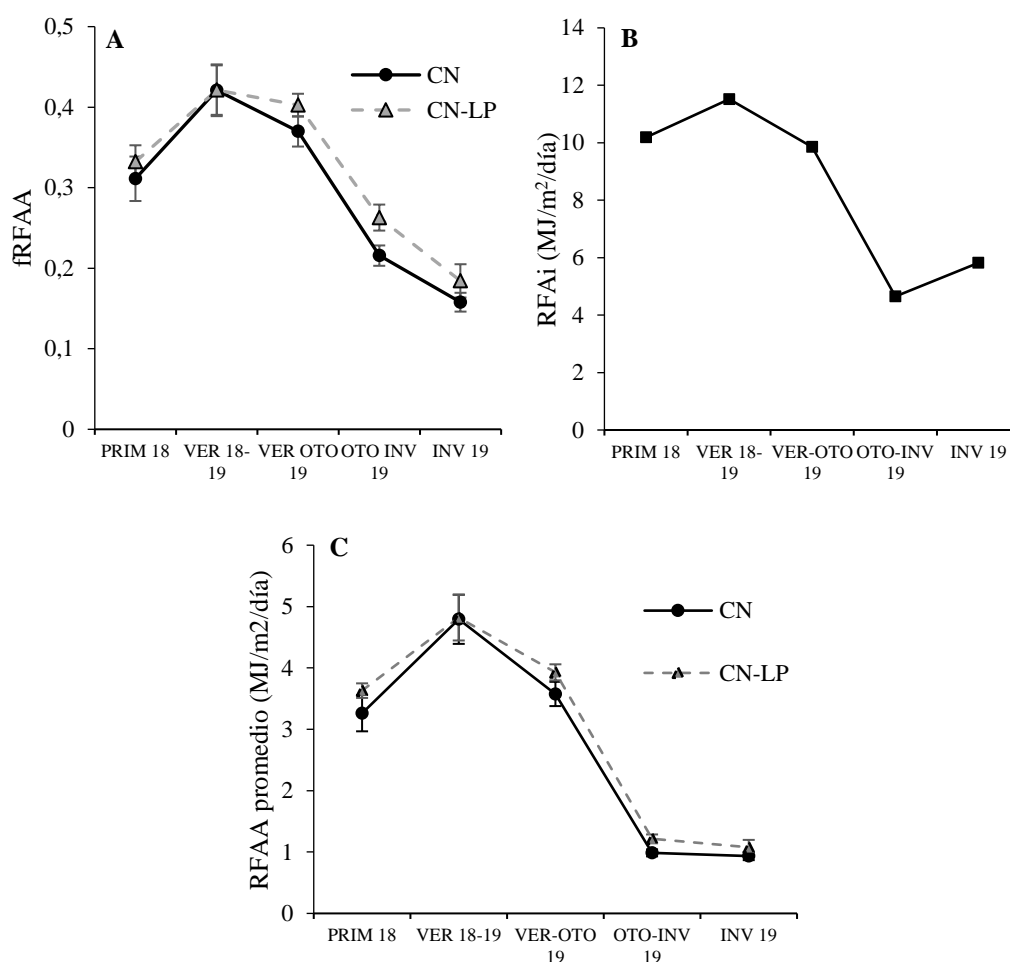 A
fRFAA
0,5
0,4
0,3
0,2
0,1
0
CN
CN-LP
PRIM 18
VER 18-
19
VER OTO
19
OTO INV
19
INV 19
B
RFAi (MJ/m²/día)
14
12
10
8
6
4
2
0
PRIM 18
VER 18-
19
VER-OTO
19
OTO-INV
19
INV 19
C
RFAA promedio (MJ/m2/día)
6
5
4
3
2
1
0
CN
CN-LP
PRIM 18
VER 18-19
VER-OTO
19
OTO-INV
19
INV 19